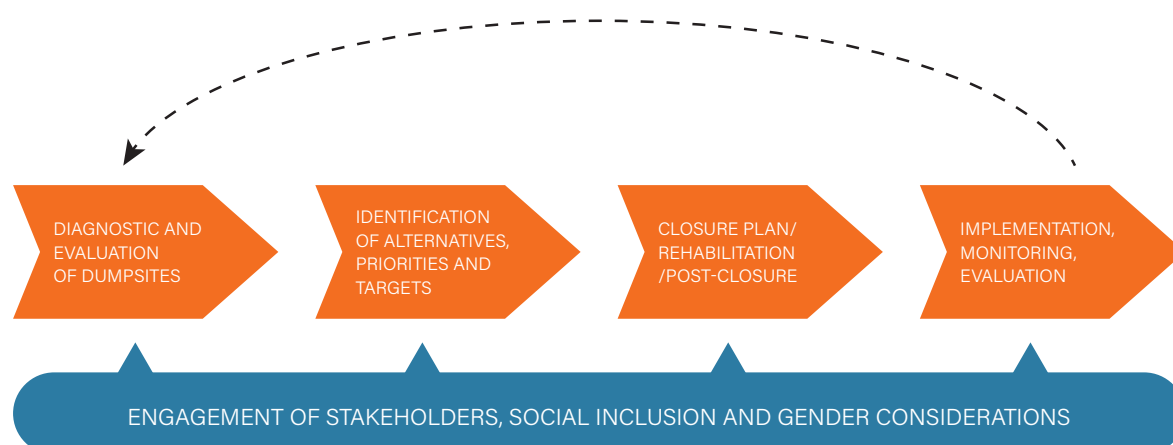 DIAGNOSTIC AND
EVALUATION
OF DUMPSITES
IDENTIFICATION
OF ALTERNATIVES,
PRIORITIES AND
TARGETS
CLOSURE PLAN/
REHABILITATION
/POST-CLOSURE
IMPLEMENTATION,
MONITORING,
EVALUATION
ENGAGEMENT OF STAKEHOLDERS, SOCIAL INCLUSION AND GENDER CONSIDERATIONS